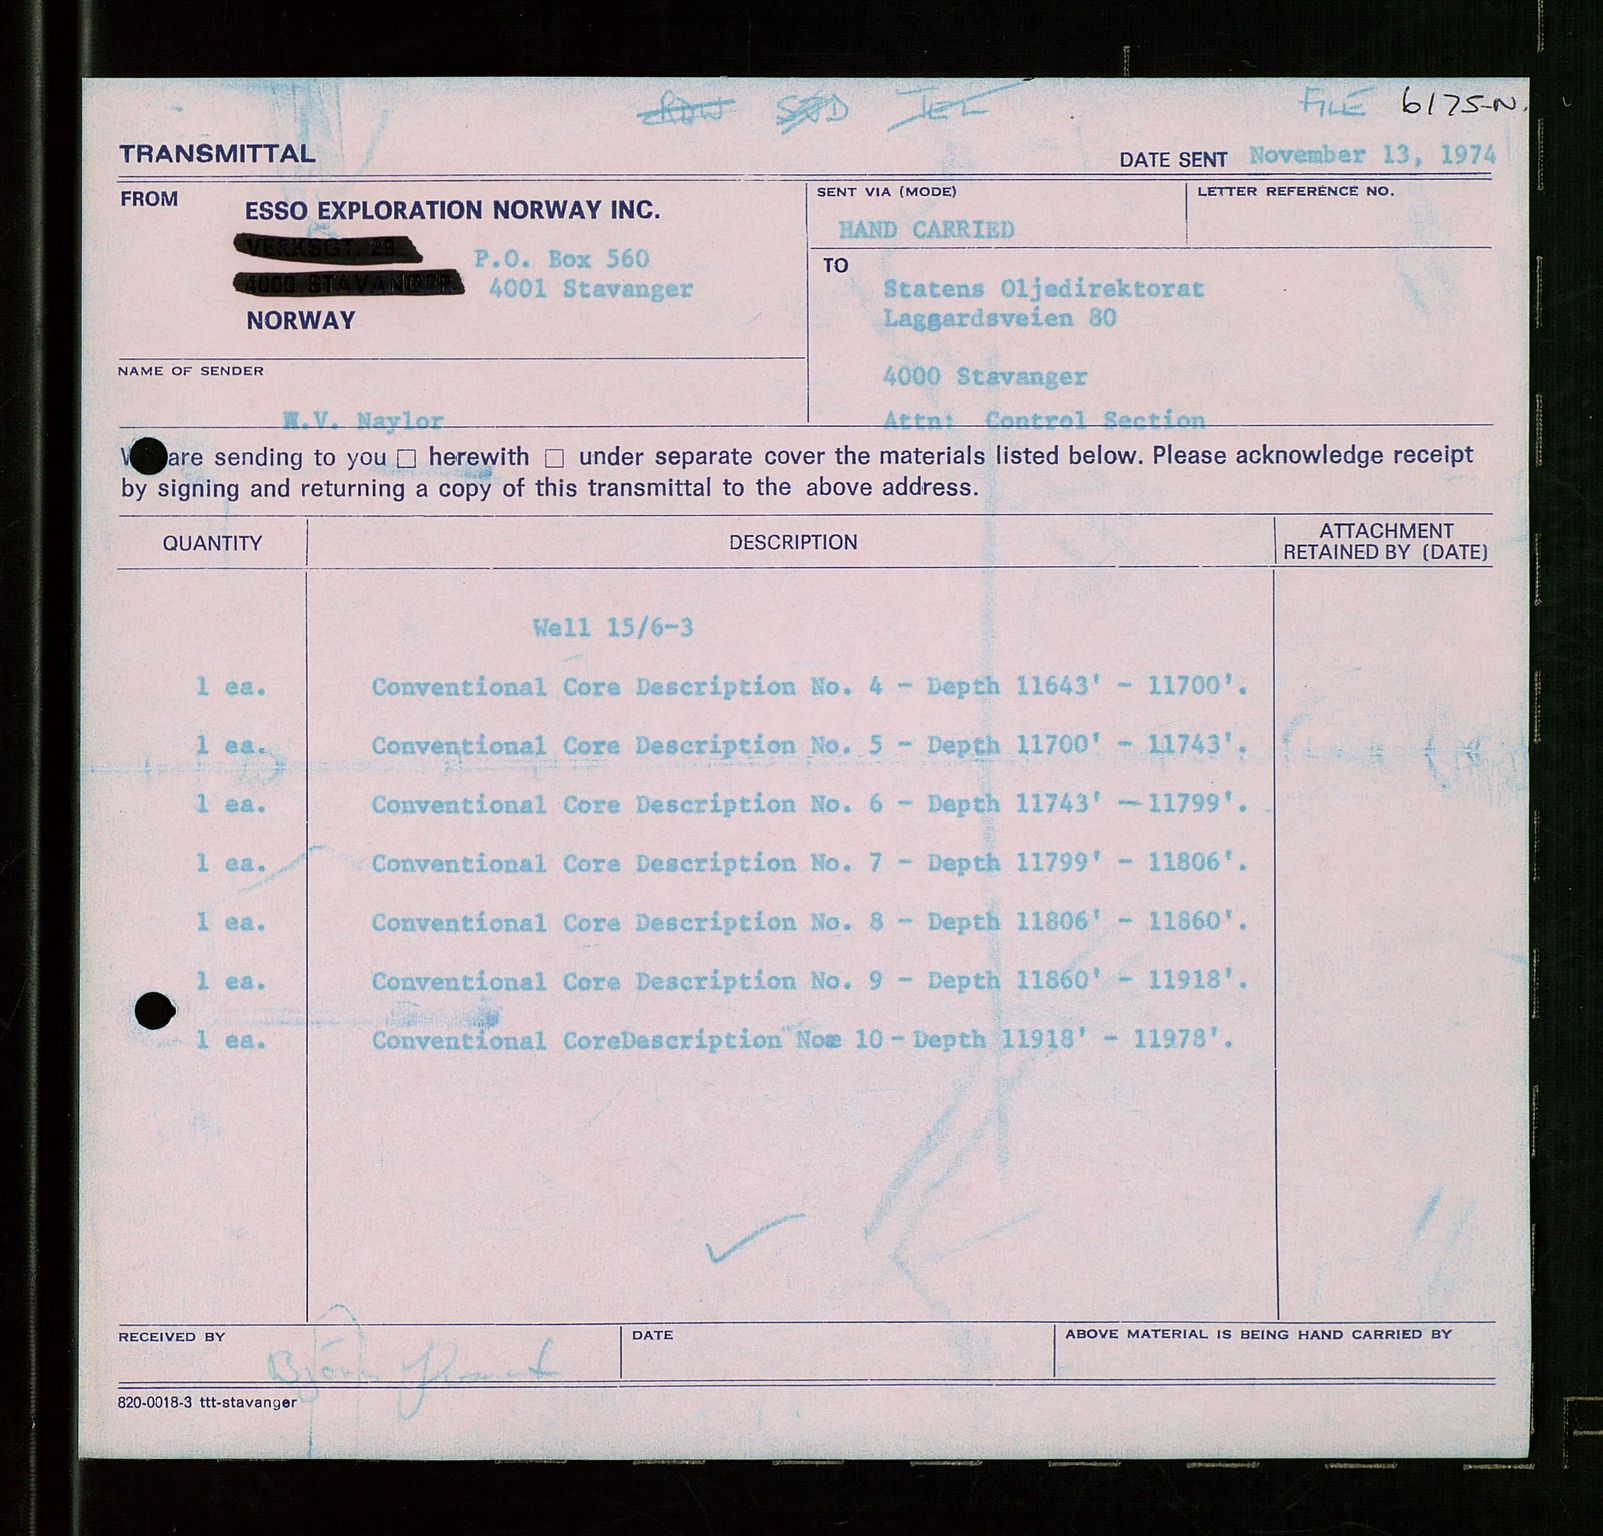 FILE 6175-N.
TRANSMITTAL
DATE SENT November 13, 1974
FROM
ESSO EXPLORATION NORWAY INC.
VERKSGT. 29
P.O. Box 560
4000 STAVANGER
4001 Stavanger
NORWAY
SENT VIA (MODE)
HAND CARRIED
LETTER REFERENCE NO.
TO
Statens Oljedirektorat
Laggardsveien 80
4000 Stavanger
Attn: Control Section
NAME OF SENDER
W.V. Naylor
are sending to you ☐ herewith ☐ under separate cover the materials listed below. Please acknowledge receipt
by signing and returning a copy of this transmittal to the above address.
QUANTITY
DESCRIPTION
ATTACHMENT
RETAINED BY (DATE)
Well 15/6-3
1 ea. Conventional Core Description No. 4 - Depth 11643' - 11700'.
1 ea. Conventional Core Description No. 5 - Depth 11700' - 11743'.
1 ea. Conventional Core Description No. 6 - Depth 11743' - 11799'.
1 ea. Conventional Core Description No. 7 - Depth 11799' - 11806'.
1 ea. Conventional Core Description No. 8 - Depth 11806' - 11860'.
1 ea. Conventional Core Description No. 9 - Depth 11860' - 11918'.
1 ea. Conventional CoreDescription No. 10 - Depth 11918' - 11978'.
RECEIVED BY
Bjørn
DATE
ABOVE MATERIAL IS BEING HAND CARRIED BY
820-0018-3 ttt-stavanger